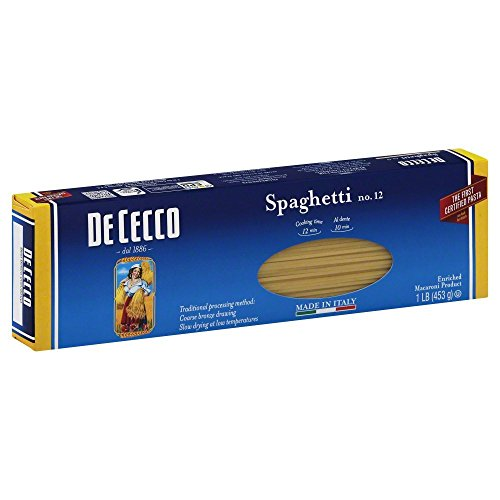 DE CECCO
dal 1886
Spaghetti no. 12
Cooking time
12 min
Al dente
10 min
Traditional processing method:
Coarse bronze drawing
Slow drying at low temperatures
MADE IN ITALY
THE FIRST
CERTIFIED PASTA
Enriched
Macaroni Product
1 LB (453 g)
DE CECCO
DE CECCO